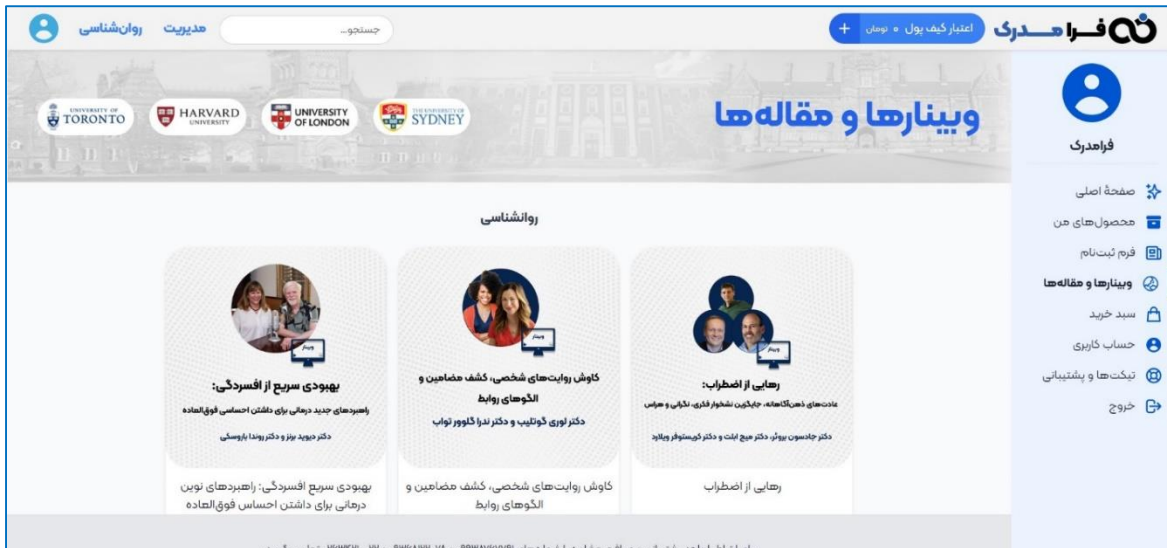 فرامدرک
اعتبار کیف پول ۰ تومان +
جستجو...
مدیریت
روان‌شناسی
فرامدرک
صفحهٔ اصلی
محصول‌های من
فرم ثبت‌نام
وبینارها و مقاله‌ها
سبد خرید
حساب کاربری
تیکت‌ها و پشتیبانی
خروج
وبینارها و مقاله‌ها
THE UNIVERSITY OF
SYDNEY
UNIVERSITY
OF LONDON
HARVARD
UNIVERSITY
UNIVERSITY OF
TORONTO
روانشناسی
وبینار
رهایی از اضطراب:
عادت‌های ذهن‌آگاهانه، جایگزین نشخوار فکری، نگرانی و هراس
دکتر جادسون بروئر، دکتر میچ ابلت و دکتر کریستوفر ویلارد
رهایی از اضطراب
وبینار
کاوش روایت‌های شخصی، کشف مضامین و
الگوهای روابط
دکتر لوری گوتلیب و دکتر ندرا گلوور تواب
کاوش روایت‌های شخصی، کشف مضامین و
الگوهای روابط
وبینار
بهبودی سریع از افسردگی:
راهبردهای جدید درمانی برای داشتن احساسی فوق‌العاده
دکتر دیوید برنز و دکتر روندا باروسکی
بهبودی سریع افسردگی: راهبردهای نوین
درمانی برای داشتن احساس فوق‌العاده